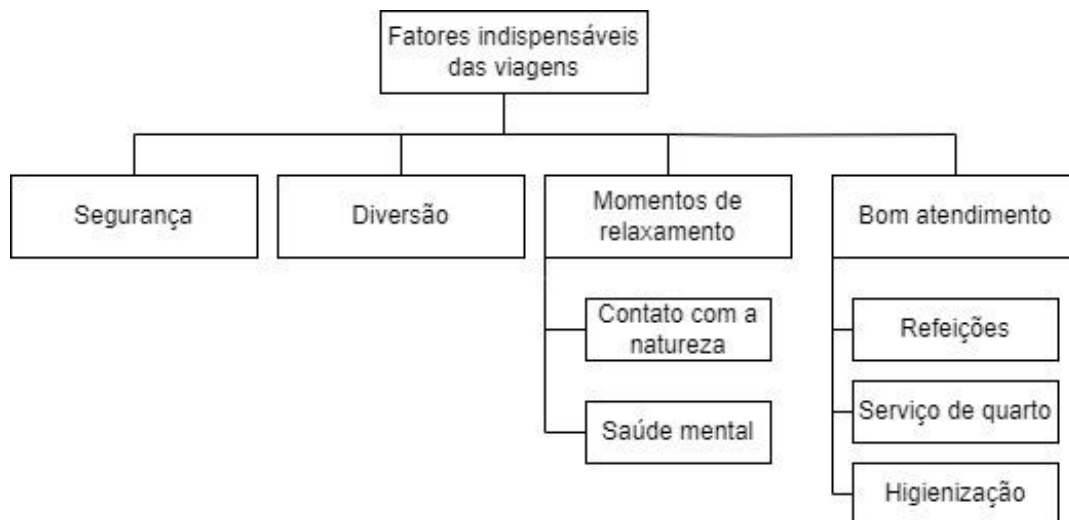 Fatores indispensáveis
das viagens
Segurança
Diversão
Momentos de
relaxamento
Bom atendimento
Contato com a
natureza
Saúde mental
Refeições
Serviço de quarto
Higienização